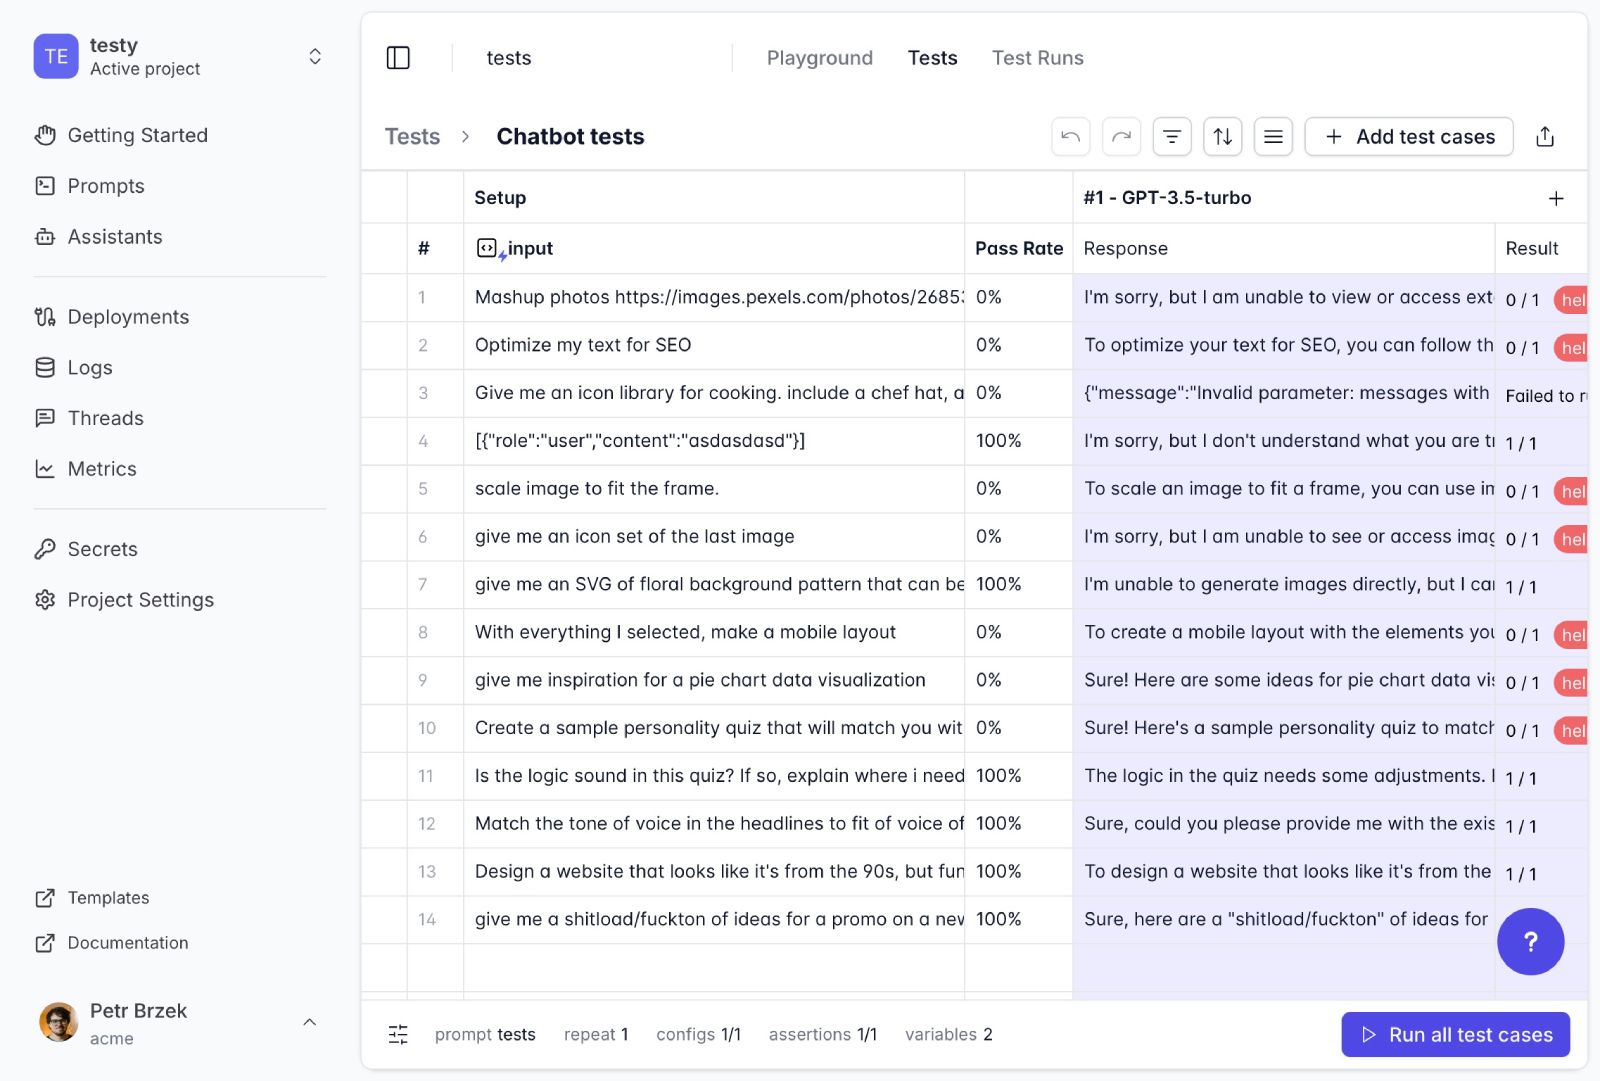 TE
testy
Active project
Getting Started
Prompts
Assistants
Deployments
Logs
Threads
Metrics
Secrets
Project Settings
Templates
Documentation
Petr Brzek
acme
tests
Playground
Tests
Test Runs
Tests > Chatbot tests
+ Add test cases
Setup
#1 - GPT-3.5-turbo
+
# input Pass Rate Response Result
1 Mashup photos https://images.pexels.com/photos/2685 0% I'm sorry, but I am unable to view or access ext 0 / 1 hel
2 Optimize my text for SEO 0% To optimize your text for SEO, you can follow th 0 / 1 hel
3 Give me an icon library for cooking. include a chef hat, a 0% {"message":"Invalid parameter: messages with Failed to r
4 [{"role":"user","content":"asdasdasd"}] 100% I'm sorry, but I don't understand what you are tr 1 / 1
5 scale image to fit the frame. 0% To scale an image to fit a frame, you can use im 0 / 1 hel
6 give me an icon set of the last image 0% I'm sorry, but I am unable to see or access imag 0 / 1 hel
7 give me an SVG of floral background pattern that can be 100% I'm unable to generate images directly, but I can 1 / 1
8 With everything I selected, make a mobile layout 0% To create a mobile layout with the elements you 0 / 1 hel
9 give me inspiration for a pie chart data visualization 0% Sure! Here are some ideas for pie chart data vis 0 / 1 hel
10 Create a sample personality quiz that will match you wit 0% Sure! Here's a sample personality quiz to match 0 / 1 hel
11 Is the logic sound in this quiz? If so, explain where i need 100% The logic in the quiz needs some adjustments. 1 / 1
12 Match the tone of voice in the headlines to fit of voice of 100% Sure, could you please provide me with the exis 1 / 1
13 Design a website that looks like it's from the 90s, but fun 100% To design a website that looks like it's from the 1 / 1
14 give me a shitload/fuckton of ideas for a promo on a new 100% Sure, here are a "shitload/fuckton" of ideas for
?
prompt tests repeat 1 configs 1/1 assertions 1/1 variables 2
Run all test cases